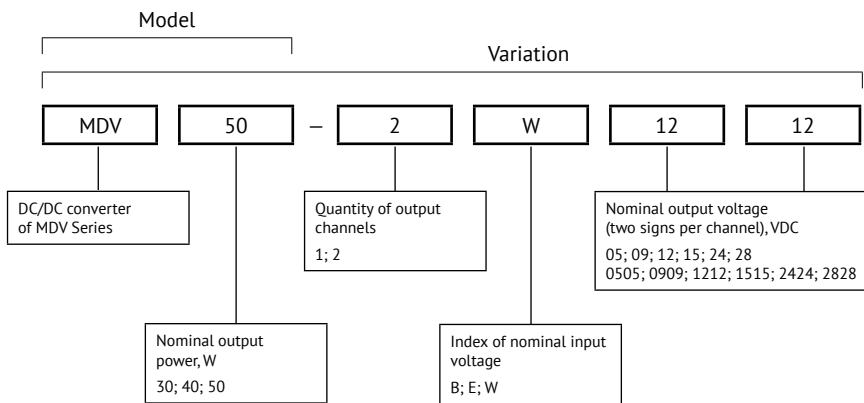 Model
Variation
MDV 50 – 2 W 12 12
DC/DC converter
of MDV Series
Quantity of output
channels
1; 2
Nominal output voltage
(two signs per channel), VDC
05; 09; 12; 15; 24; 28
0505; 0909; 1212; 1515; 2424; 2828
Nominal output
power, W
30; 40; 50
Index of nominal input
voltage
B; E; W